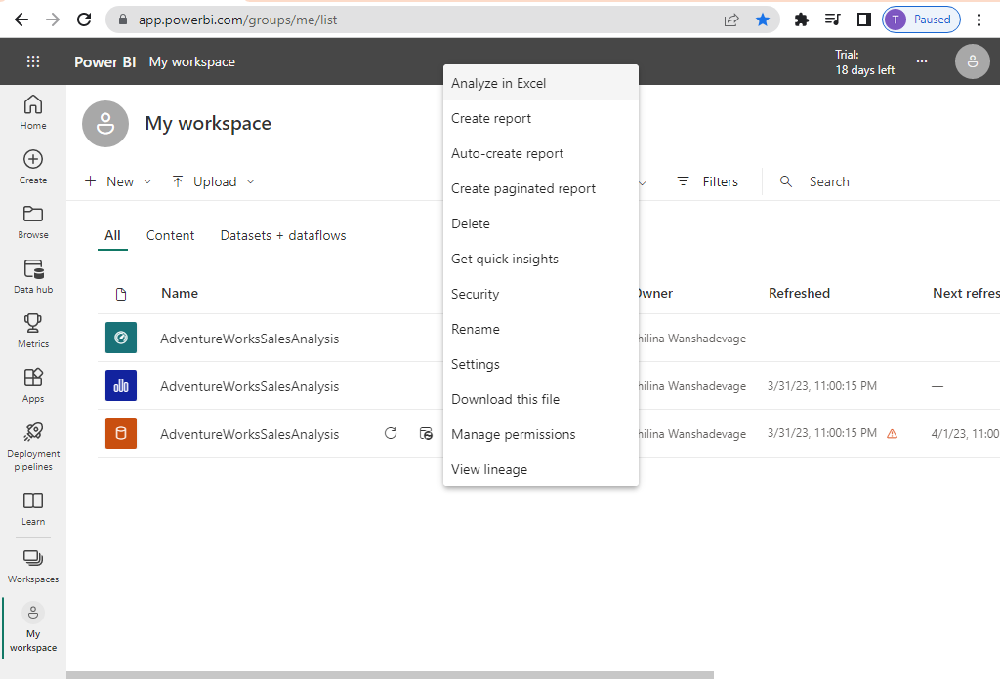 app.powerbi.com/groups/me/list
T Paused
Power BI My workspace
Trial:
18 days left
Home
Create
Browse
Data hub
Metrics
Apps
Deployment
pipelines
Learn
Workspaces
My
workspace
My workspace
New
Upload
Filters
Search
All
Content
Datasets + dataflows
Name
Owner
Refreshed
Next refres
AdventureWorksSalesAnalysis
hilina Wanshadevage
—
—
AdventureWorksSalesAnalysis
hilina Wanshadevage
3/31/23, 11:00:15 PM
—
AdventureWorksSalesAnalysis
hilina Wanshadevage
3/31/23, 11:00:15 PM
4/1/23, 11:00
Analyze in Excel
Create report
Auto-create report
Create paginated report
Delete
Get quick insights
Security
Rename
Settings
Download this file
Manage permissions
View lineage